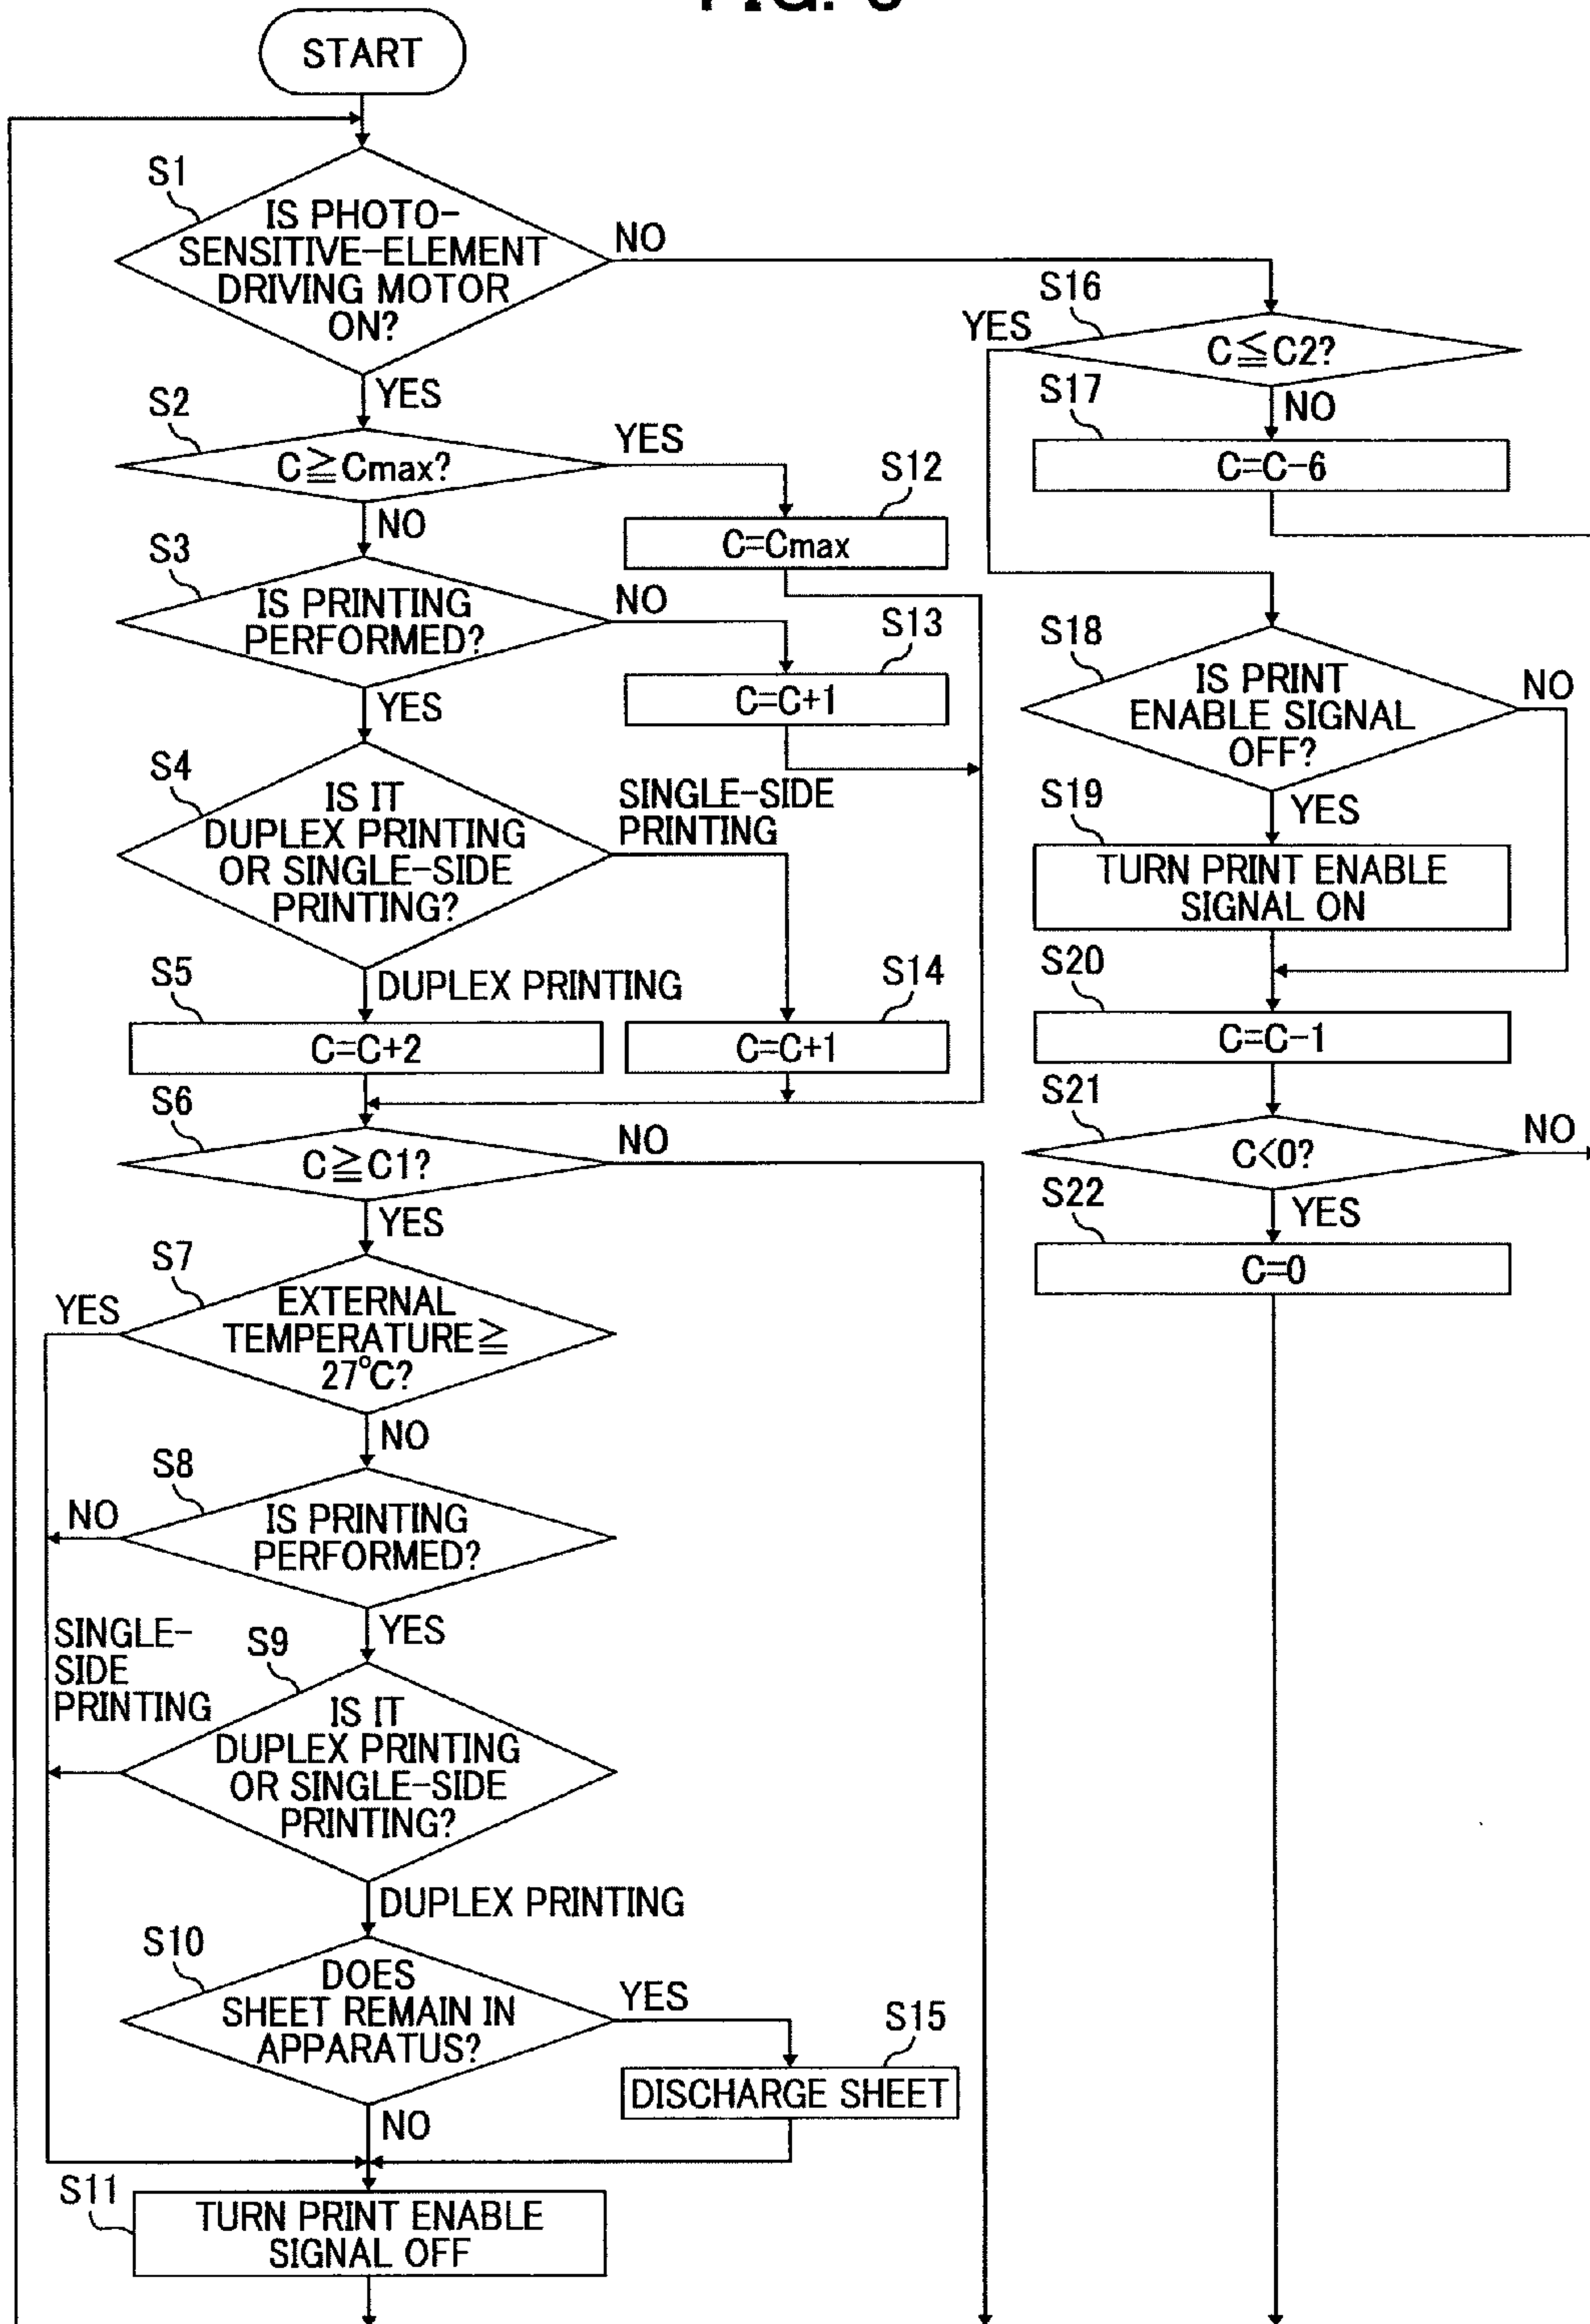 START
S1
IS PHOTO-
SENSITIVE-ELEMENT
DRIVING MOTOR
ON?
NO
YES
S2
C≧Cmax?
YES
NO
S12
C=Cmax
S3
IS PRINTING
PERFORMED?
NO
YES
S13
C=C+1
S4
IS IT
DUPLEX PRINTING
OR SINGLE-SIDE
PRINTING?
SINGLE-SIDE
PRINTING
DUPLEX PRINTING
S5
C=C+2
S14
C=C+1
S6
C≧C1?
NO
YES
S7
EXTERNAL
TEMPERATURE≧
27°C?
YES
NO
S8
IS PRINTING
PERFORMED?
NO
YES
S9
IS IT
DUPLEX PRINTING
OR SINGLE-SIDE
PRINTING?
SINGLE-
SIDE
PRINTING
DUPLEX PRINTING
S10
DOES
SHEET REMAIN IN
APPARATUS?
YES
NO
S15
DISCHARGE SHEET
S11
TURN PRINT ENABLE
SIGNAL OFF
S16
C≦C2?
YES
NO
S17
C=C-6
S18
IS PRINT
ENABLE SIGNAL
OFF?
NO
YES
S19
TURN PRINT ENABLE
SIGNAL ON
S20
C=C-1
S21
C<0?
NO
YES
S22
C=0